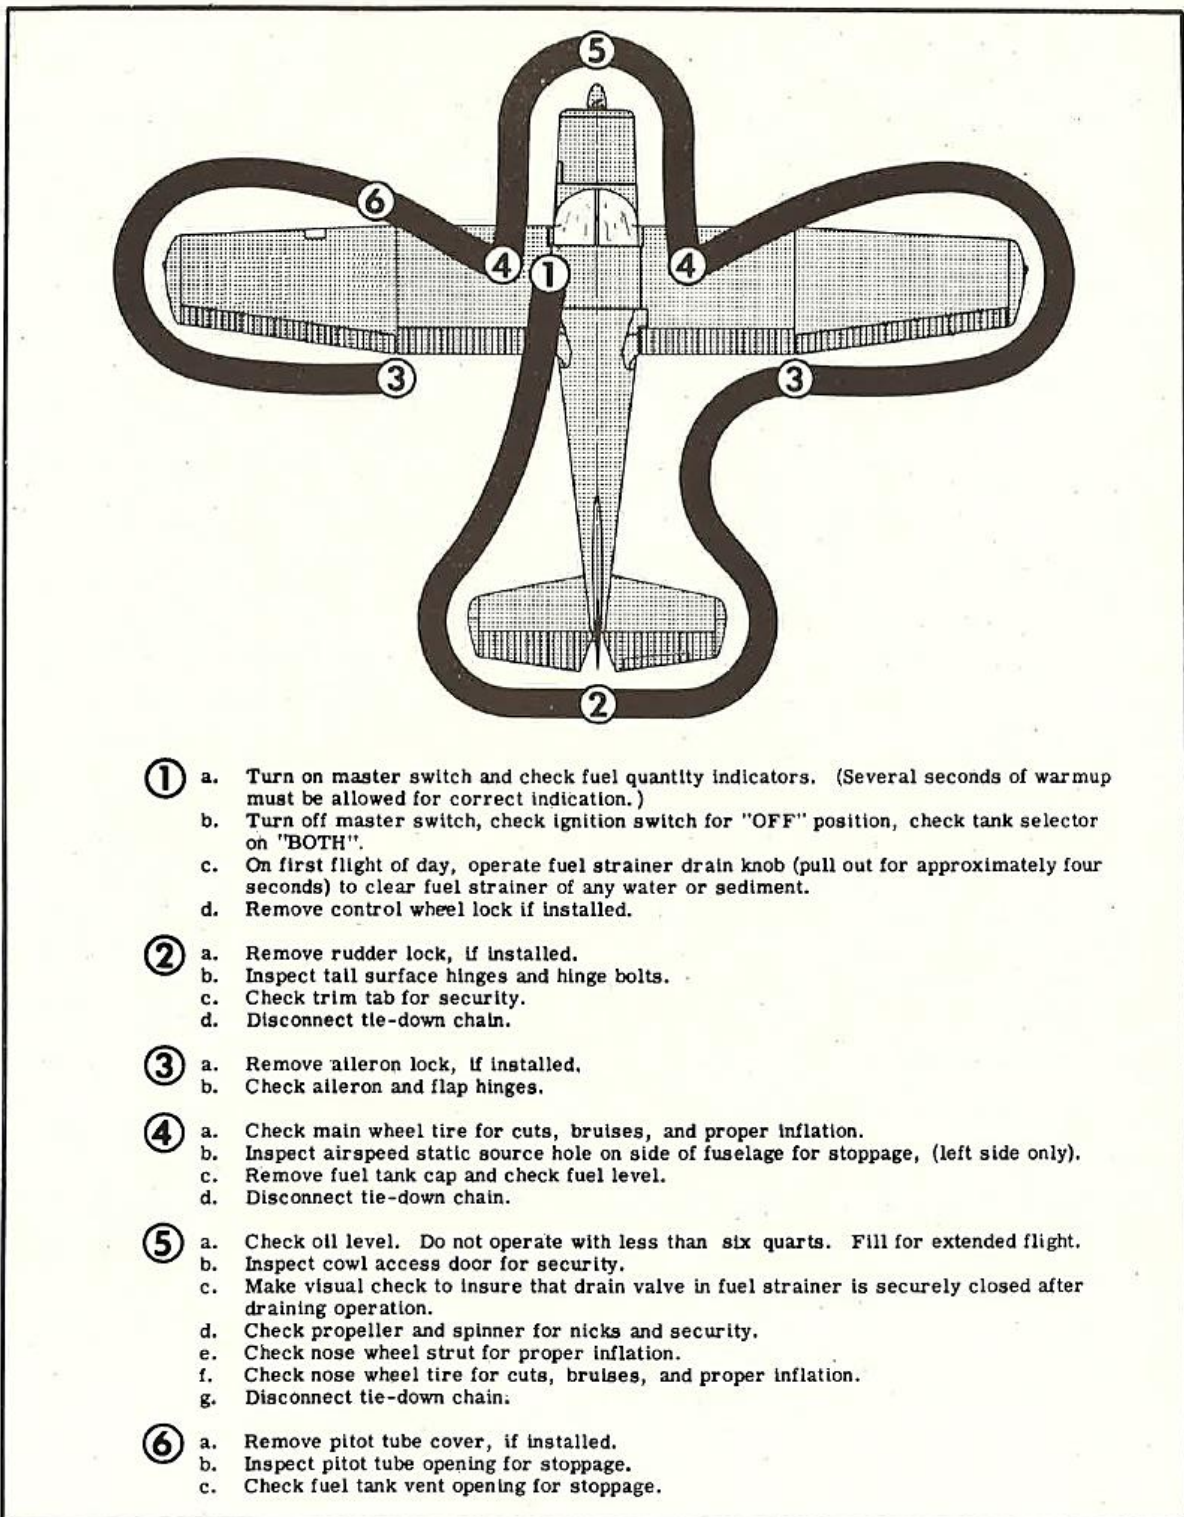 5
6
4
1
4
3
3
2
1 a. Turn on master switch and check fuel quantity indicators. (Several seconds of warmup
must be allowed for correct indication.)
b. Turn off master switch, check ignition switch for "OFF" position, check tank selector
on "BOTH".
c. On first flight of day, operate fuel strainer drain knob (pull out for approximately four
seconds) to clear fuel strainer of any water or sediment.
d. Remove control wheel lock if installed.
2 a. Remove rudder lock, if installed.
b. Inspect tail surface hinges and hinge bolts.
c. Check trim tab for security.
d. Disconnect tie-down chain.
3 a. Remove aileron lock, if installed.
b. Check aileron and flap hinges.
4 a. Check main wheel tire for cuts, bruises, and proper inflation.
b. Inspect airspeed static source hole on side of fuselage for stoppage, (left side only).
c. Remove fuel tank cap and check fuel level.
d. Disconnect tie-down chain.
5 a. Check oil level. Do not operate with less than six quarts. Fill for extended flight.
b. Inspect cowl access door for security.
c. Make visual check to insure that drain valve in fuel strainer is securely closed after
draining operation.
d. Check propeller and spinner for nicks and security.
e. Check nose wheel strut for proper inflation.
f. Check nose wheel tire for cuts, bruises, and proper inflation.
g. Disconnect tie-down chain.
6 a. Remove pitot tube cover, if installed.
b. Inspect pitot tube opening for stoppage.
c. Check fuel tank vent opening for stoppage.